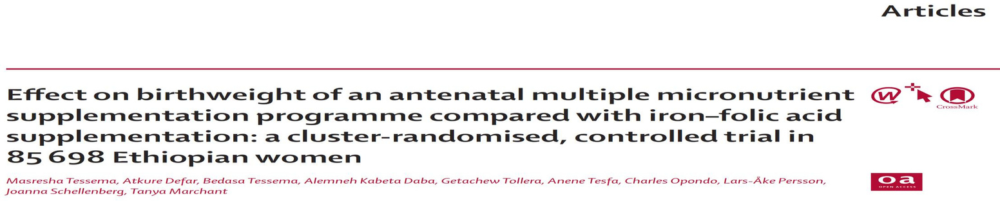 Articles
Effect on birthweight of an antenatal multiple micronutrient
supplementation programme compared with iron–folic acid
supplementation: a cluster-randomised, controlled trial in
85 698 Ethiopian women
W
CrossMark
Masresha Tessema, Atkure Defar, Bedasa Tessema, Alemneh Kabeta Daba, Getachew Tollera, Anene Tesfa, Charles Opondo, Lars-Åke Persson,
Joanna Schellenberg, Tanya Marchant
oa
OPEN ACCESS